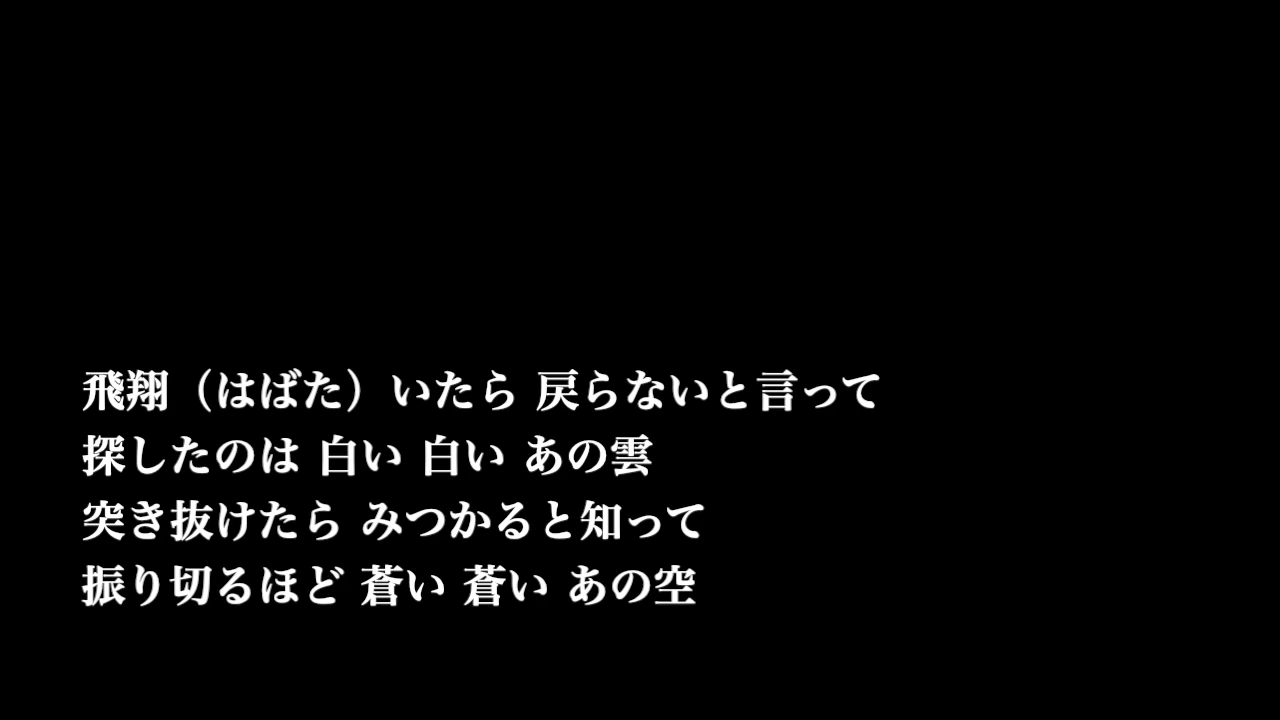 飛翔（はばた）いたら 戻らないと言って
探したのは 白い 白い あの雲
突き抜けたら みつかると知って
振り切るほど 蒼い 蒼い あの空